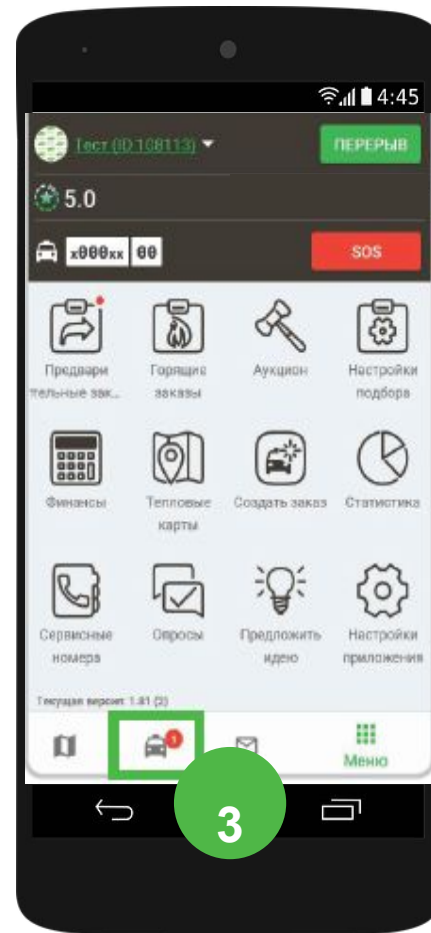 4:45
Тест (ID 108113)
ПЕРЕРЫВ
5.0
х000хх 00
SOS
Предвари
тельные зак...
Горящие
заказы
Аукцион
Настройки
подбора
Финансы
Тепловые
карты
Создать заказ
Статистика
Сервисные
номера
Опросы
Предложить
идею
Настройки
приложения
Текущая версия: 1.81 (2)
1
Меню
3